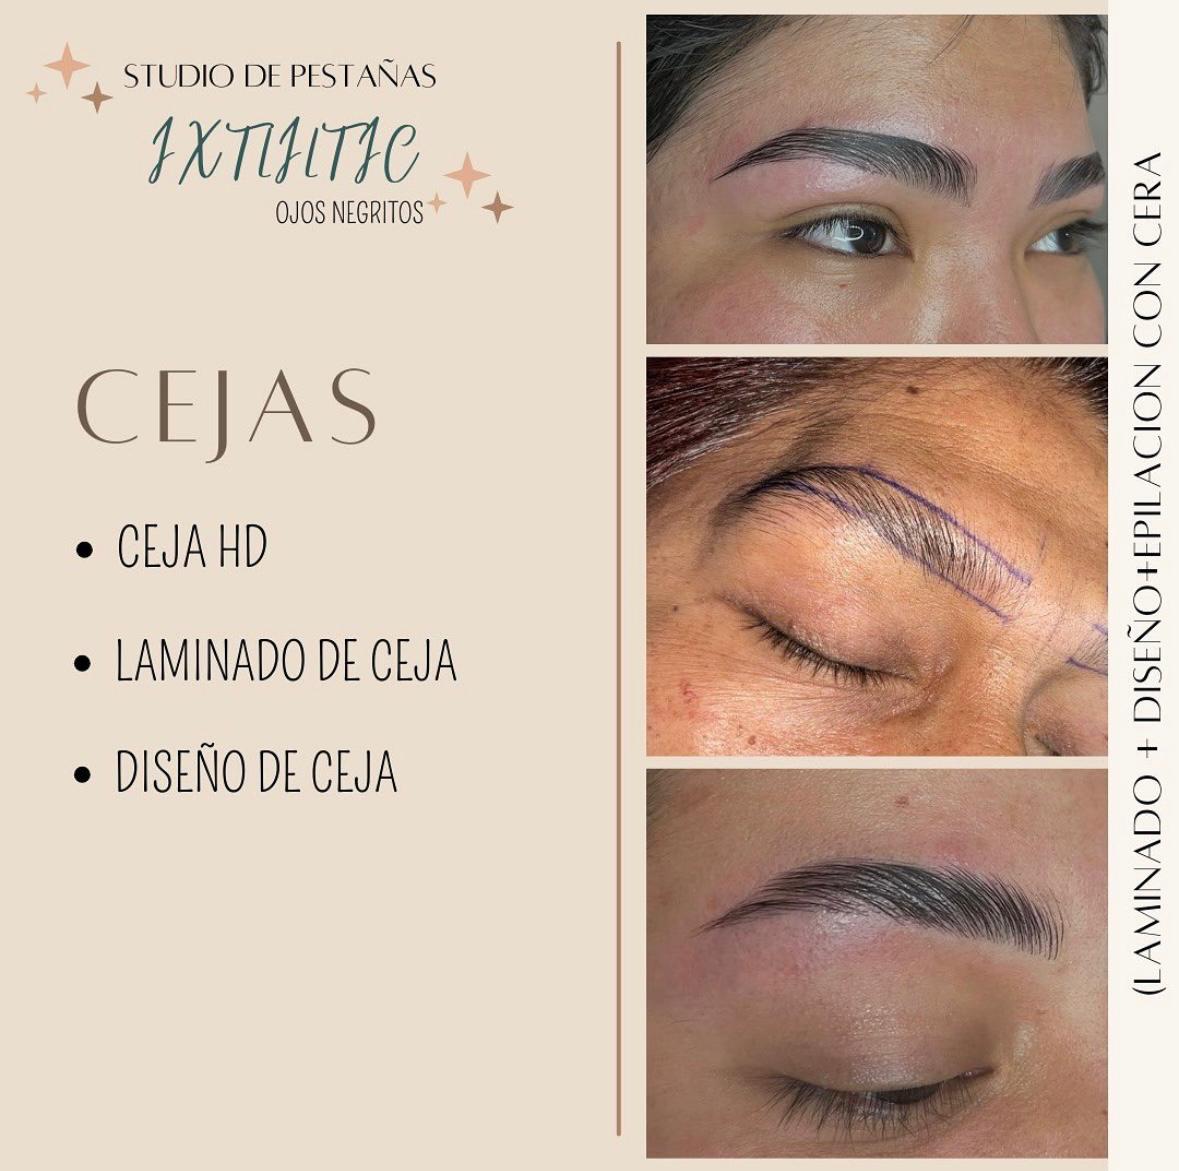 STUDIO DE PESTAÑAS
IXTLILTIC
OJOS NEGRITOS
CEJAS
• CEJA HD
• LAMINADO DE CEJA
• DISEÑO DE CEJA
(LAMINADO + DISEÑO+EPILACION CON CERA